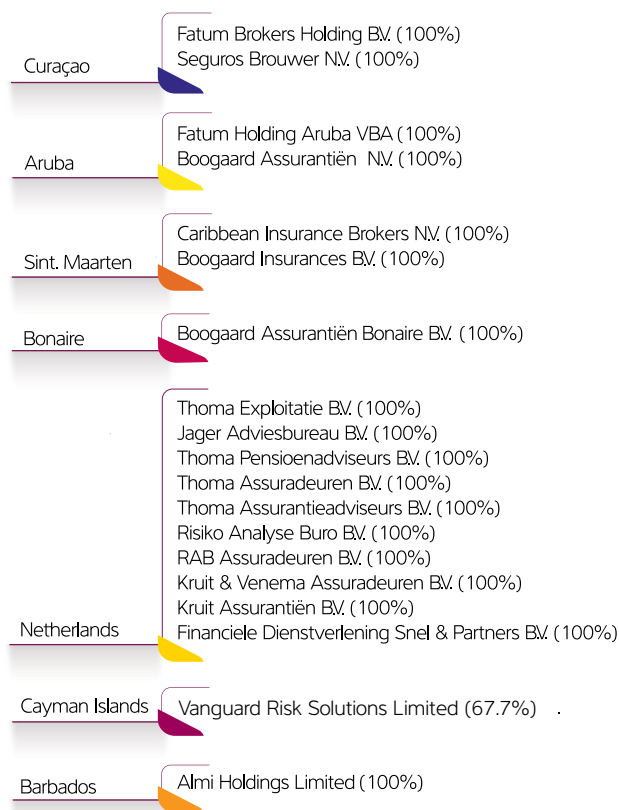 Curaçao
Fatum Brokers Holding B.V. (100%)
Seguros Brouwer N.V. (100%)
Aruba
Fatum Holding Aruba VBA (100%)
Boogaard Assurantiën N.V. (100%)
Sint. Maarten
Caribbean Insurance Brokers N.V. (100%)
Boogaard Insurances B.V. (100%)
Bonaire
Boogaard Assurantiën Bonaire B.V. (100%)
Netherlands
Thoma Exploitatie B.V. (100%)
Jager Adviesbureau B.V. (100%)
Thoma Pensioenadviseurs B.V. (100%)
Thoma Assuradeuren B.V. (100%)
Thoma Assurantieadviseurs B.V. (100%)
Risiko Analyse Buro B.V. (100%)
RAB Assuradeuren B.V. (100%)
Kruit & Venema Assuradeuren B.V. (100%)
Kruit Assurantiën B.V. (100%)
Financiele Dienstverlening Snel & Partners B.V. (100%)
Cayman Islands
Vanguard Risk Solutions Limited (67.7%) .
Barbados
Almi Holdings Limited (100%)